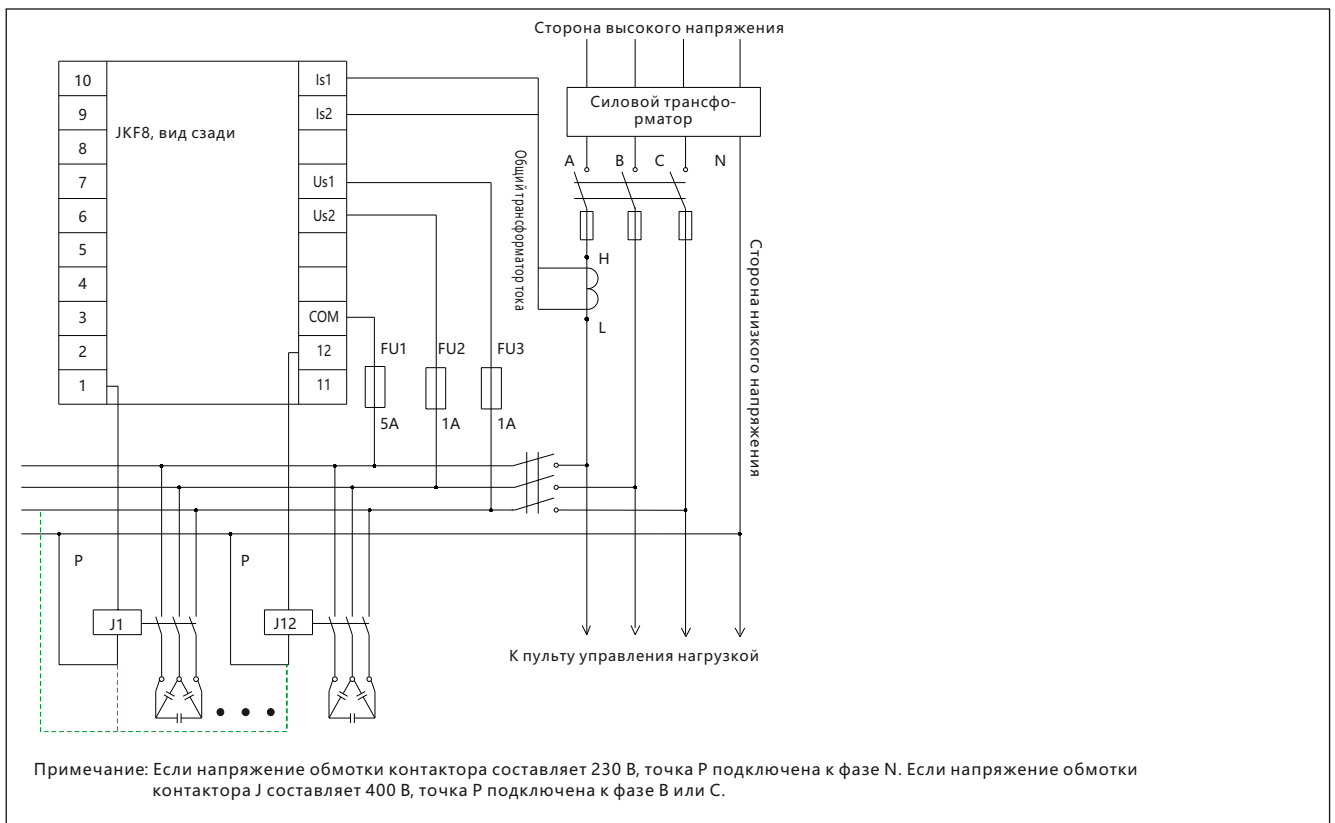 Сторона высокого напряжения
Силовой трансфо-
рматор
10
9
8
7
6
5
4
3
2
1
JKF8, вид сзади
Is1
Is2
Us1
Us2
COM
12
11
Общий трансформатор тока
A
B
C
N
H
L
Сторона низкого напряжения
FU1
FU2
FU3
5A
1A
1A
P
P
J1
J12
К пульту управления нагрузкой
Примечание: Если напряжение обмотки контактора составляет 230 В, точка P подключена к фазе N. Если напряжение обмотки
контактора J составляет 400 В, точка P подключена к фазе B или C.